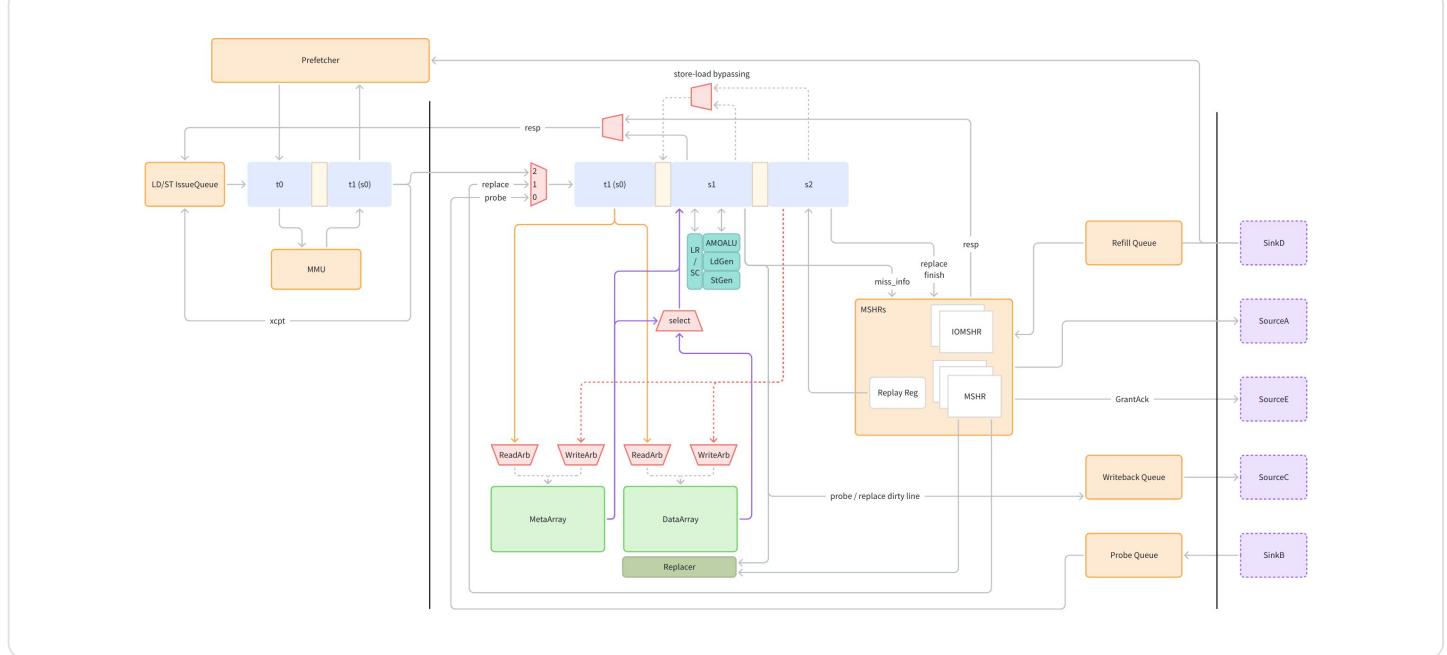 Prefetcher
store-load bypassing
resp
LD/ST IssueQueue
t0
t1 (s0)
2
replace
1
probe
0
t1 (s0)
s1
s2
MMU
xcpt
LR
/
SC
AMOALU
LdGen
StGen
select
resp
replace
finish
miss_info
MSHRs
IOMSHR
Replay Reg
MSHR
Refill Queue
SinkD
SourceA
GrantAck
SourceE
ReadArb
WriteArb
ReadArb
WriteArb
MetaArray
DataArray
Replacer
probe / replace dirty line
Writeback Queue
SourceC
Probe Queue
SinkB